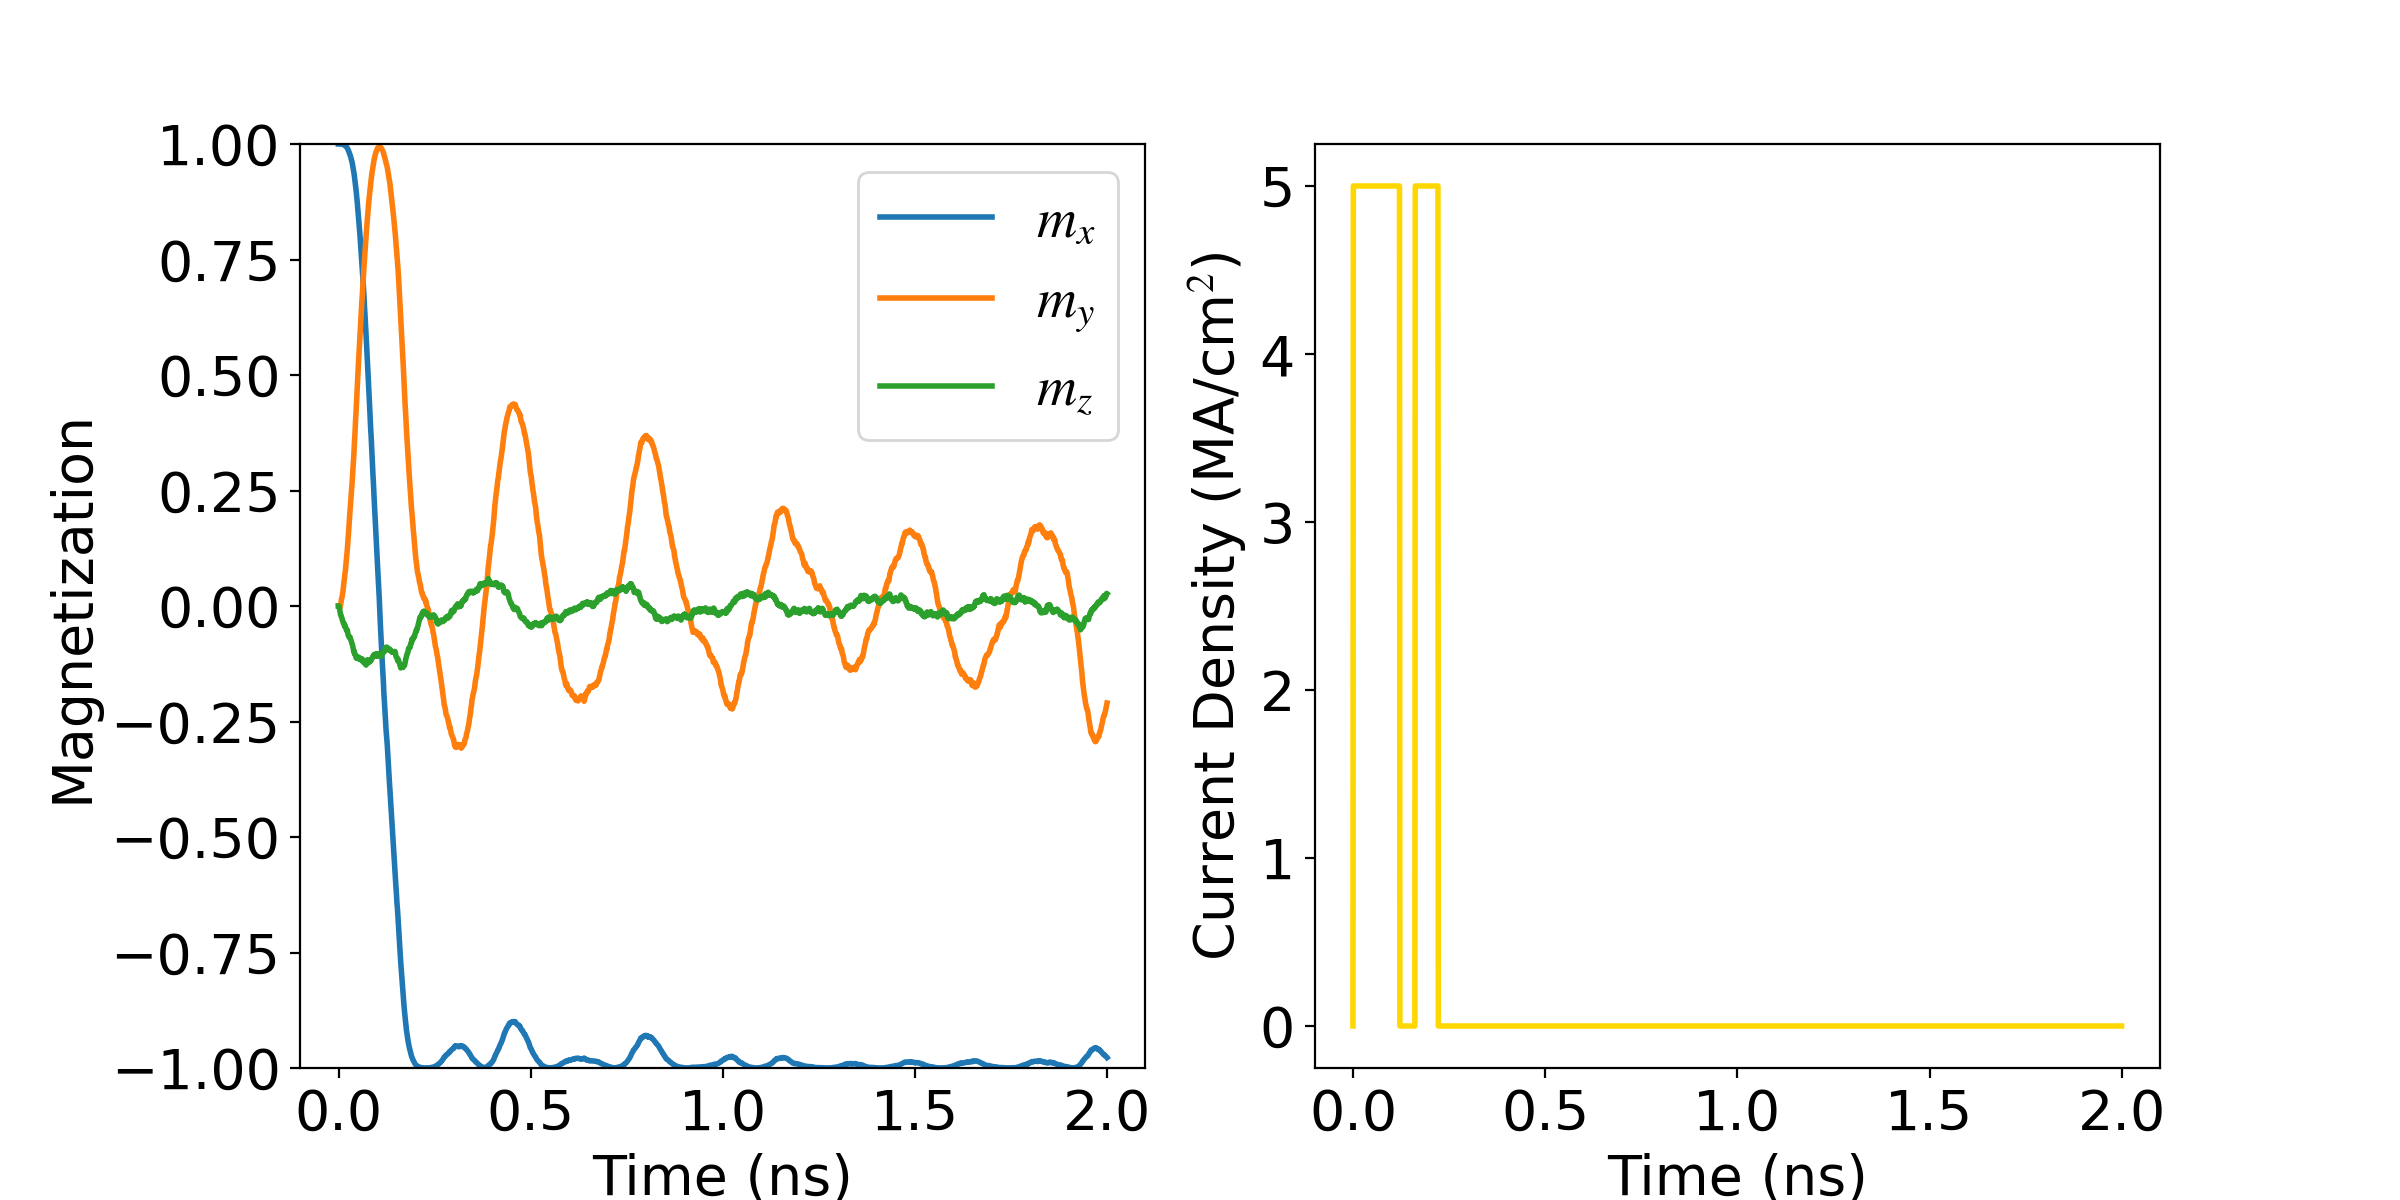 1.00
0.75
0.50
0.25
0.00
−0.25
−0.50
−0.75
−1.00
Magnetization
0.0 0.5 1.0 1.5 2.0
Time (ns)
m_x
m_y
m_z
5
4
3
2
1
0
Current Density (MA/cm²)
0.0 0.5 1.0 1.5 2.0
Time (ns)